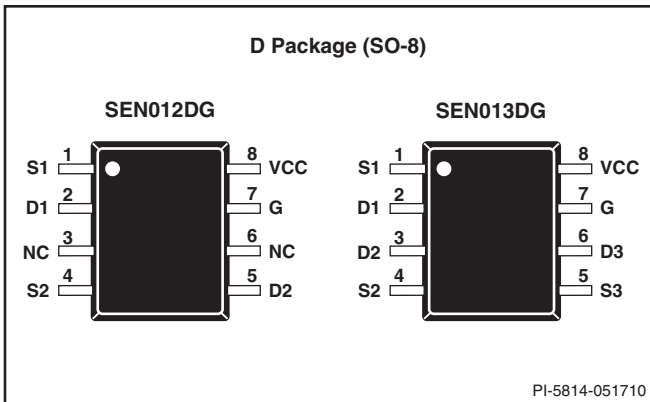 D Package (SO-8)
SEN012DG
S1 1 8 VCC
D1 2 7 G
NC 3 6 NC
S2 4 5 D2
SEN013DG
S1 1 8 VCC
D1 2 7 G
D2 3 6 D3
S2 4 5 S3
PI-5814-051710